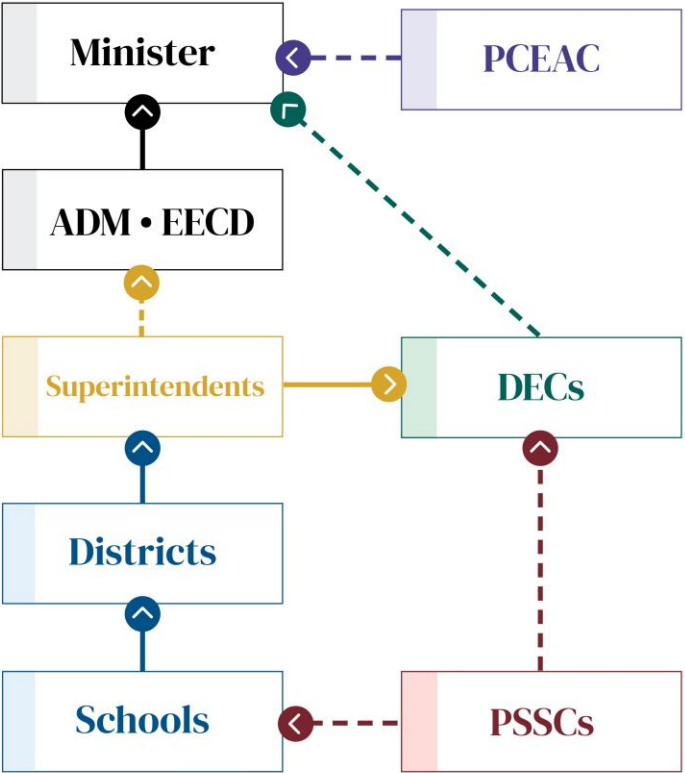 Minister
PCEAC
ADM • EECD
Superintendents
DECs
Districts
Schools
PSSCs